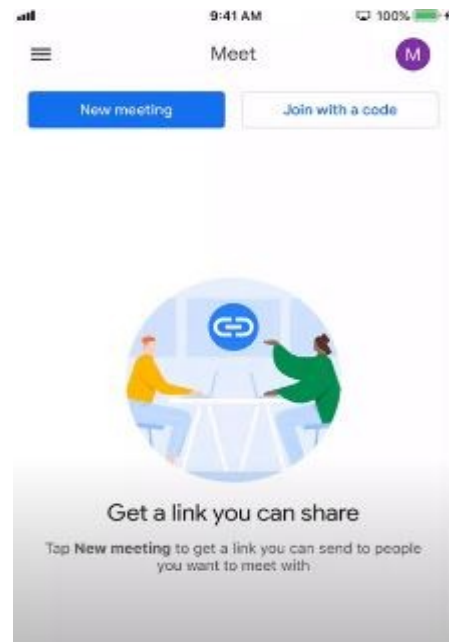 9:41 AM 100%
Meet M
New meeting Join with a code
Get a link you can share
Tap New meeting to get a link you can send to people
you want to meet with